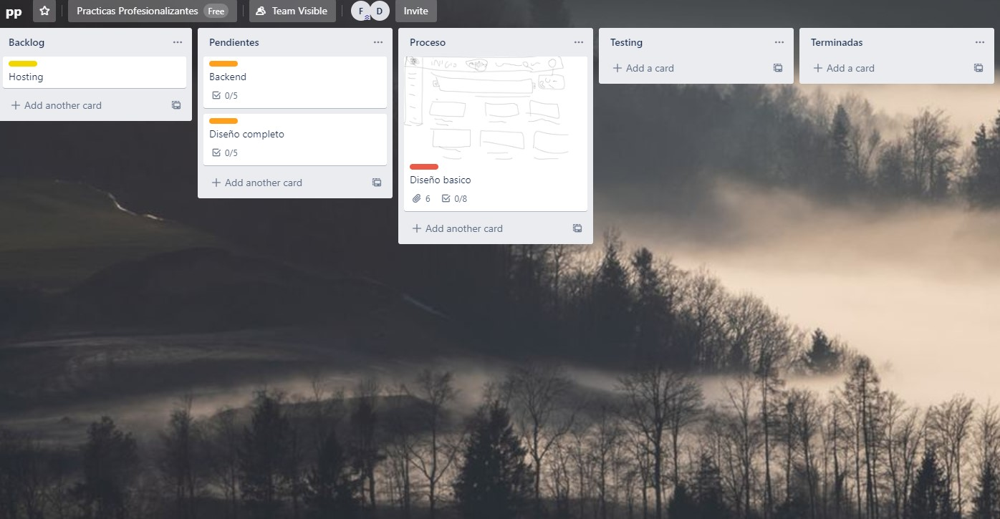 pp Practicas Profesionalizantes Free Team Visible F D Invite
Backlog
Hosting
Add another card
Pendientes
Backend
0/5
Diseño completo
0/5
Add another card
Proceso
INICIO
Diseño basico
6 0/8
Add another card
Testing
Add a card
Terminadas
Add a card